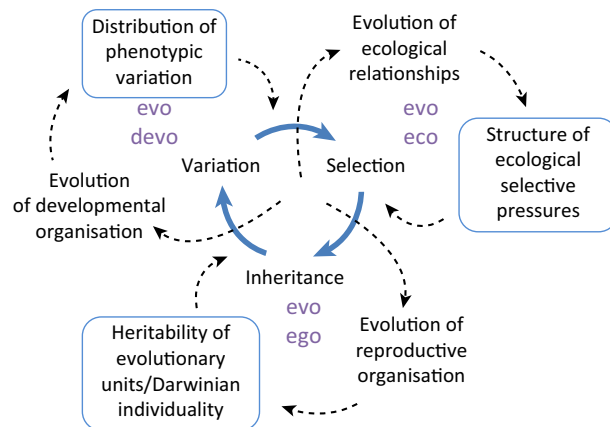 Distribution of
phenotypic
variation
evo
devo
Variation
Evolution
of developmental
organisation
Evolution of
ecological
relationships
evo
eco
Selection
Structure of
ecological
selective
pressures
Inheritance
evo
ego
Heritability of
evolutionary
units/Darwinian
individuality
Evolution of
reproductive
organisation